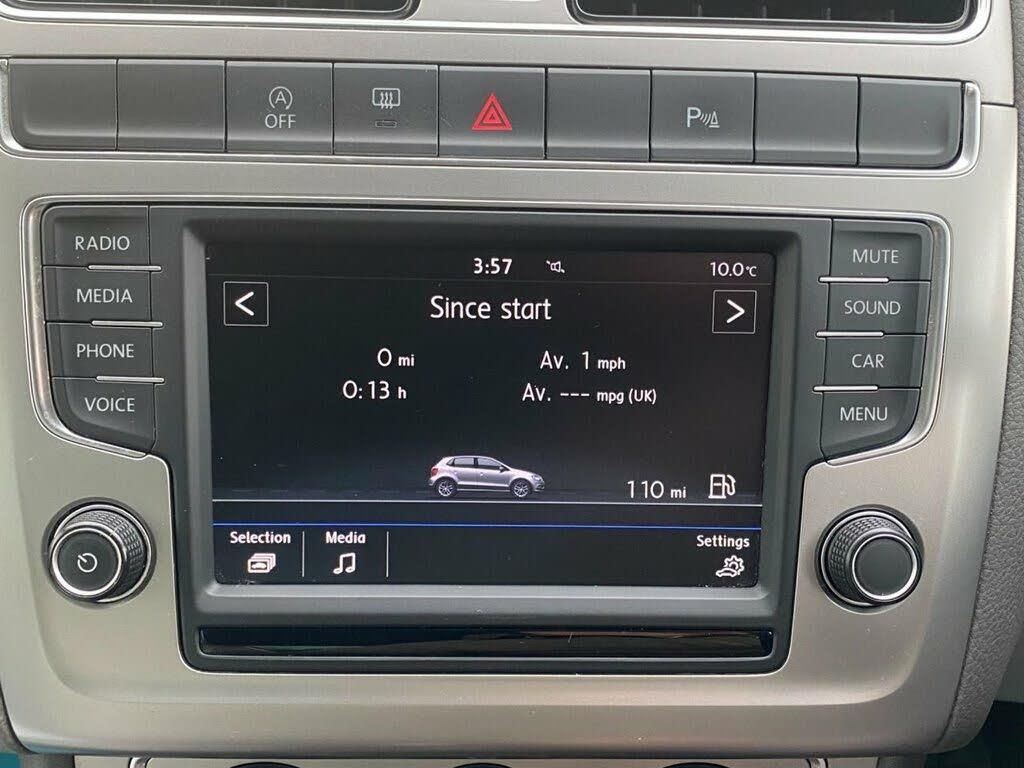 A
OFF
P
RADIO
MEDIA
PHONE
VOICE
3:57 10.0°C
< Since start >
0 mi Av. 1 mph
0:13 h Av. --- mpg (UK)
110 mi
Selection Media Settings
MUTE
SOUND
CAR
MENU